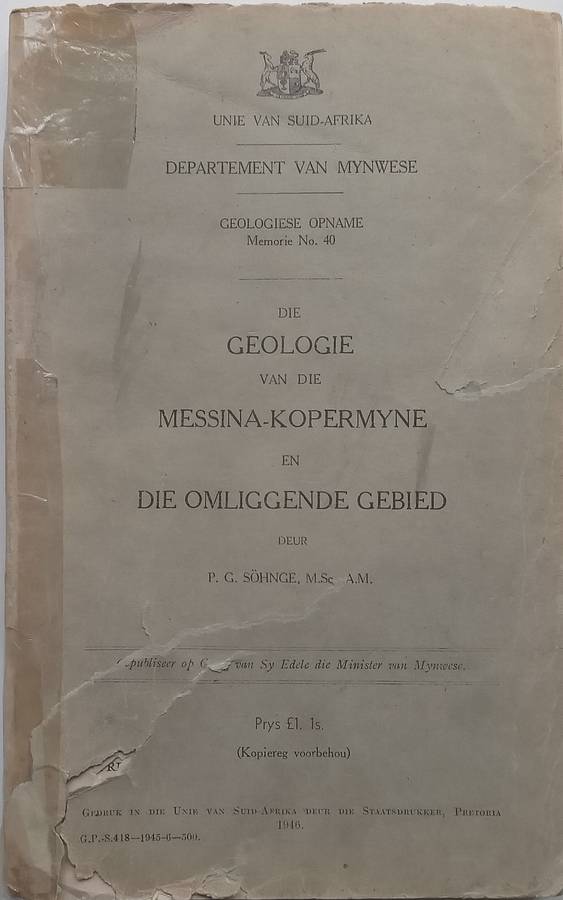 UNIE VAN SUID-AFRIKA
DEPARTEMENT VAN MYNWESE
GEOLOGIESE OPNAME
Memorie No. 40
DIE
GEOLOGIE
VAN DIE
MESSINA-KOPERMYNE
EN
DIE OMLIGGENDE GEBIED
DEUR
P. G. SÖHNGE, M.Sc A.M.
publiseer op van Sy Edele die Minister van Mynwese.
Prys £1. 1s.
(Kopiereg voorbehou)
GEDRUK IN DIE UNIE VAN SUID-AFRIKA DEUR DIE STAATSDRUKKER, PRETORIA
1946.
G.P.-S.418—1945-6—500.